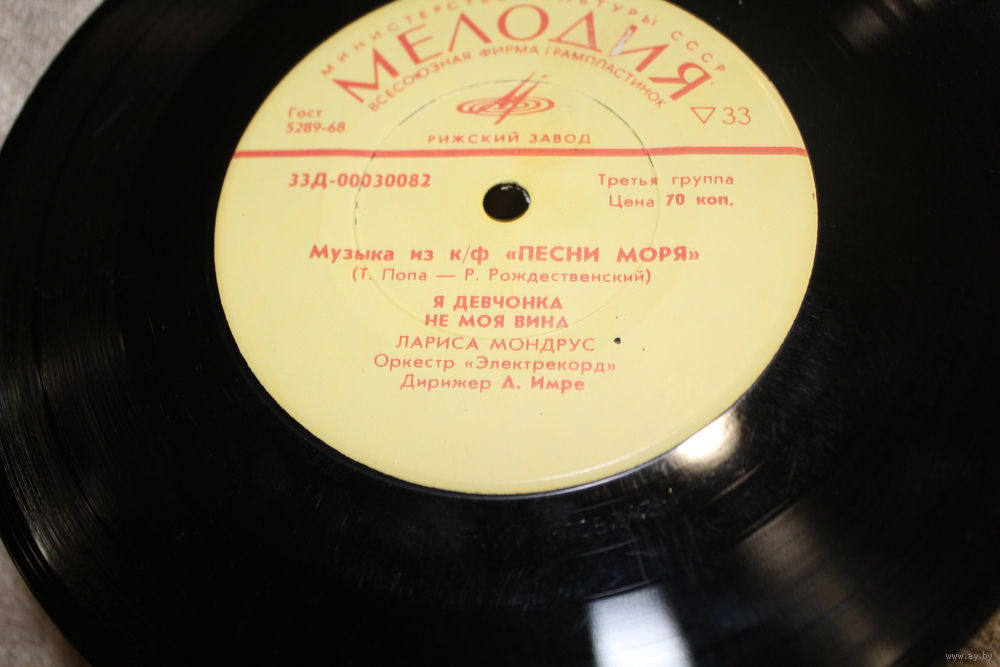 МИНИСТЕРСТВО КУЛЬТУРЫ СССР
МЕЛОДИЯ
ВСЕСОЮЗНАЯ ФИРМА ГРАМПЛАСТИНОК
Гост
5289-68
▽33
РИЖСКИЙ ЗАВОД
33Д-00030082
Третья группа
Цена 70 коп.
Музыка из к/ф «ПЕСНИ МОРЯ»
(Т. Попа — Р. Рождественский)
Я ДЕВЧОНКА
НЕ МОЯ ВИНА
ЛАРИСА МОНДРУС
Оркестр «Электрекорд»
Дирижер А. Имре
www.ay.by